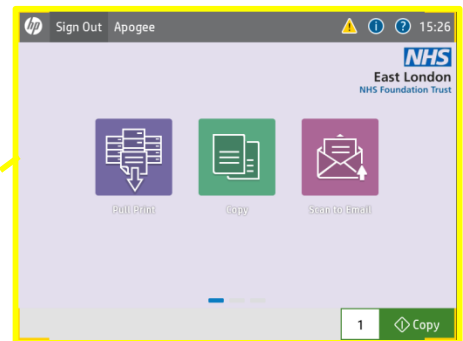 hp Sign Out Apogee 15:26
NHS
East London
NHS Foundation Trust
Pull Print Copy Scan to Email
1 Copy